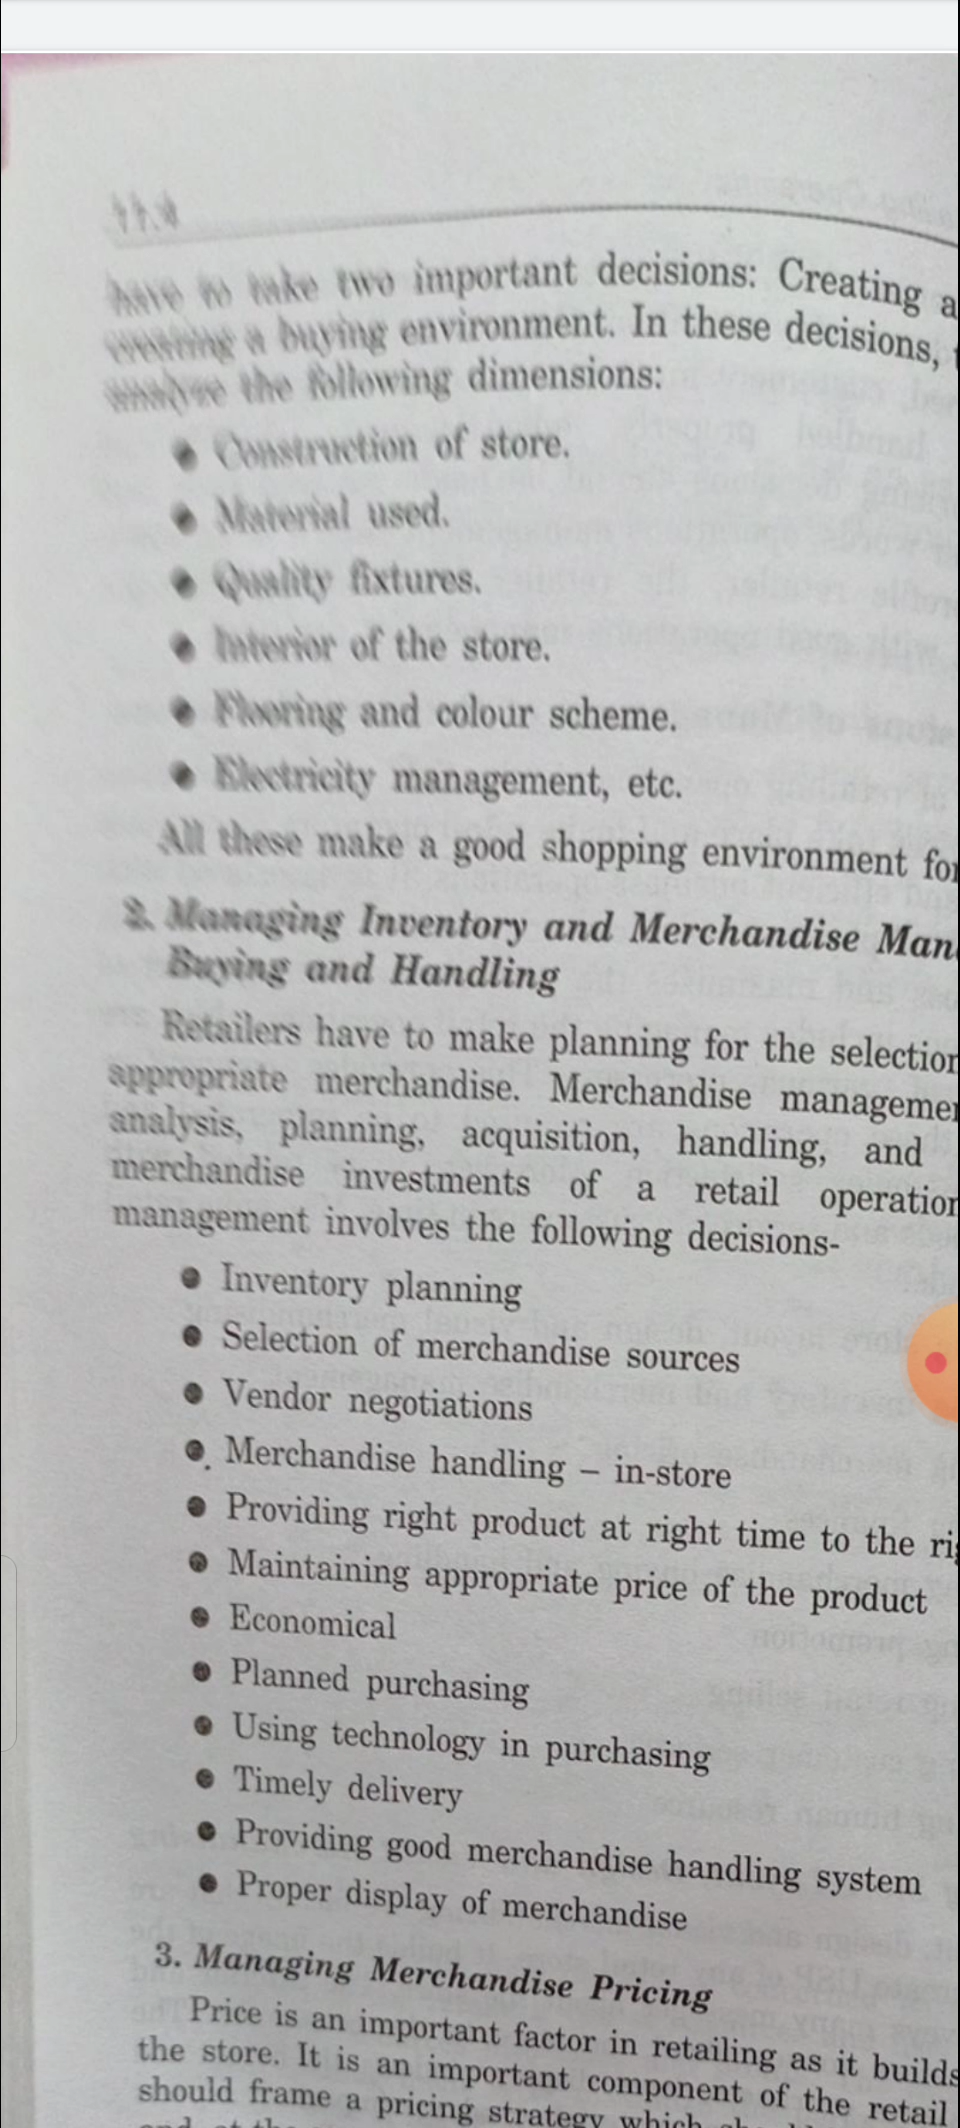 11.4
have to take two important decisions: Creating a
creating a buying environment. In these decisions,
analyze the following dimensions:
● Construction of store.
● Material used.
● Quality fixtures.
● Interior of the store.
● Flooring and colour scheme.
● Electricity management, etc.
All these make a good shopping environment for
2. Managing Inventory and Merchandise Man
Buying and Handling
Retailers have to make planning for the selection
appropriate merchandise. Merchandise managemen
analysis, planning, acquisition, handling, and
merchandise investments of a retail operation
management involves the following decisions-
● Inventory planning
● Selection of merchandise sources
● Vendor negotiations
● Merchandise handling – in-store
● Providing right product at right time to the rig
● Maintaining appropriate price of the product
● Economical
● Planned purchasing
● Using technology in purchasing
● Timely delivery
● Providing good merchandise handling system
● Proper display of merchandise
3. Managing Merchandise Pricing
Price is an important factor in retailing as it builds
the store. It is an important component of the retail
should frame a pricing strategy which